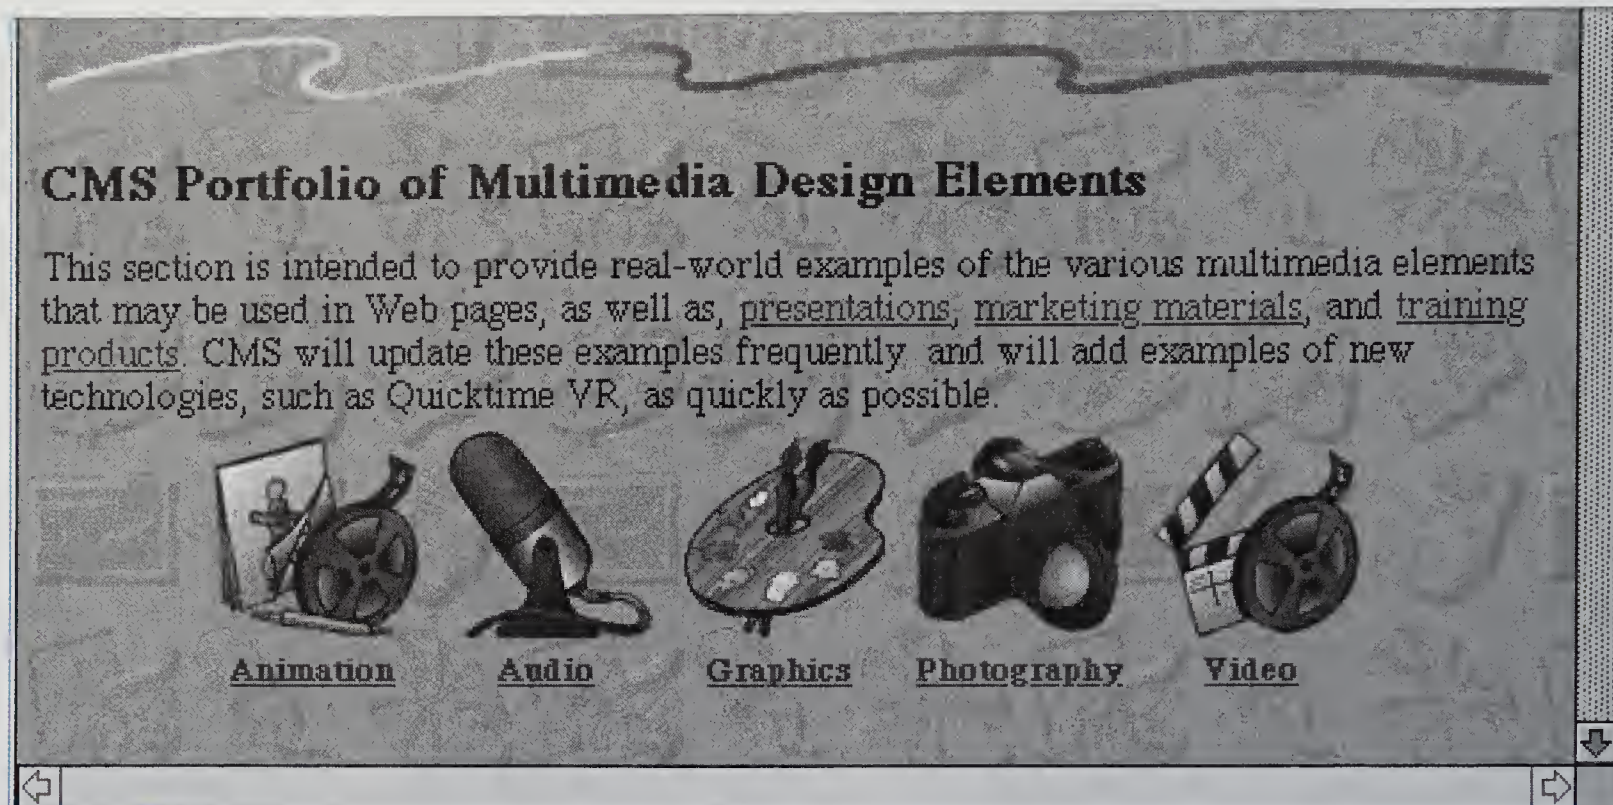 CMS Portfolio of Multimedia Design Elements
This section is intended to provide real-world examples of the various multimedia elements
that may be used in Web pages, as well as, presentations, marketing materials, and training
products. CMS will update these examples frequently and will add examples of new
technologies, such as Quicktime VR, as quickly as possible.
Animation Audio Graphics Photography Video